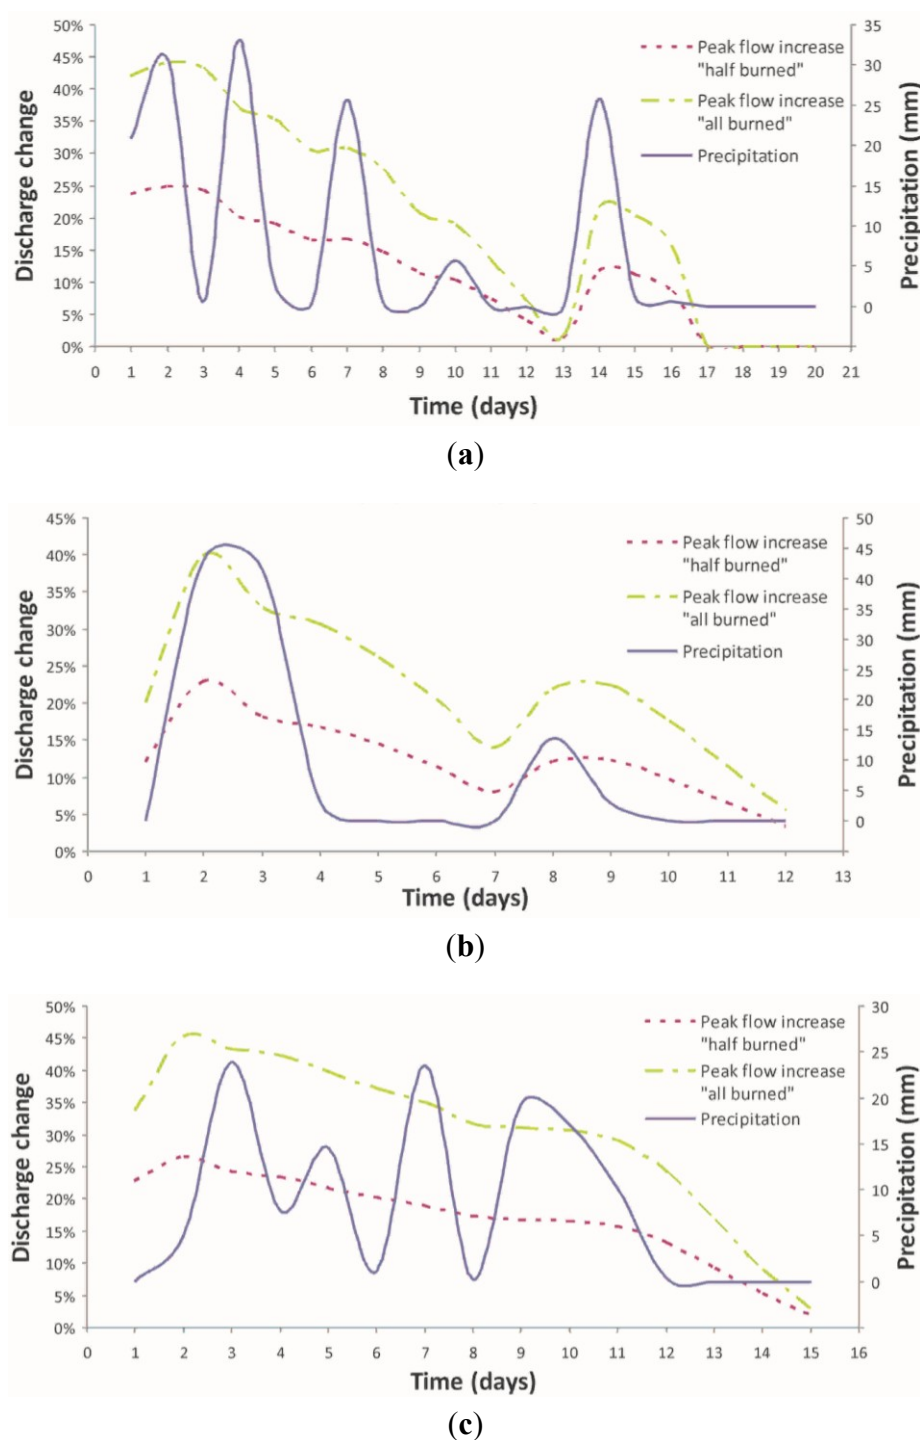 50%
45%
40%
35%
30%
25%
20%
15%
10%
5%
0%
Discharge change
Peak flow increase
"half burned"
Peak flow increase
"all burned"
Precipitation
35
30
25
20
15
10
5
0
Precipitation (mm)
0 1 2 3 4 5 6 7 8 9 10 11 12 13 14 15 16 17 18 19 20 21
Time (days)
(a)
45%
40%
35%
30%
25%
20%
15%
10%
5%
0%
Discharge change
Peak flow increase
"half burned"
Peak flow increase
"all burned"
Precipitation
50
45
40
35
30
25
20
15
10
5
0
Precipitation (mm)
0 1 2 3 4 5 6 7 8 9 10 11 12 13
Time (days)
(b)
50%
45%
40%
35%
30%
25%
20%
15%
10%
5%
0%
Discharge change
Peak flow increase
"half burned"
Peak flow increase
"all burned"
Precipitation
30
25
20
15
10
5
0
Precipitation (mm)
0 1 2 3 4 5 6 7 8 9 10 11 12 13 14 15 16
Time (days)
(c)